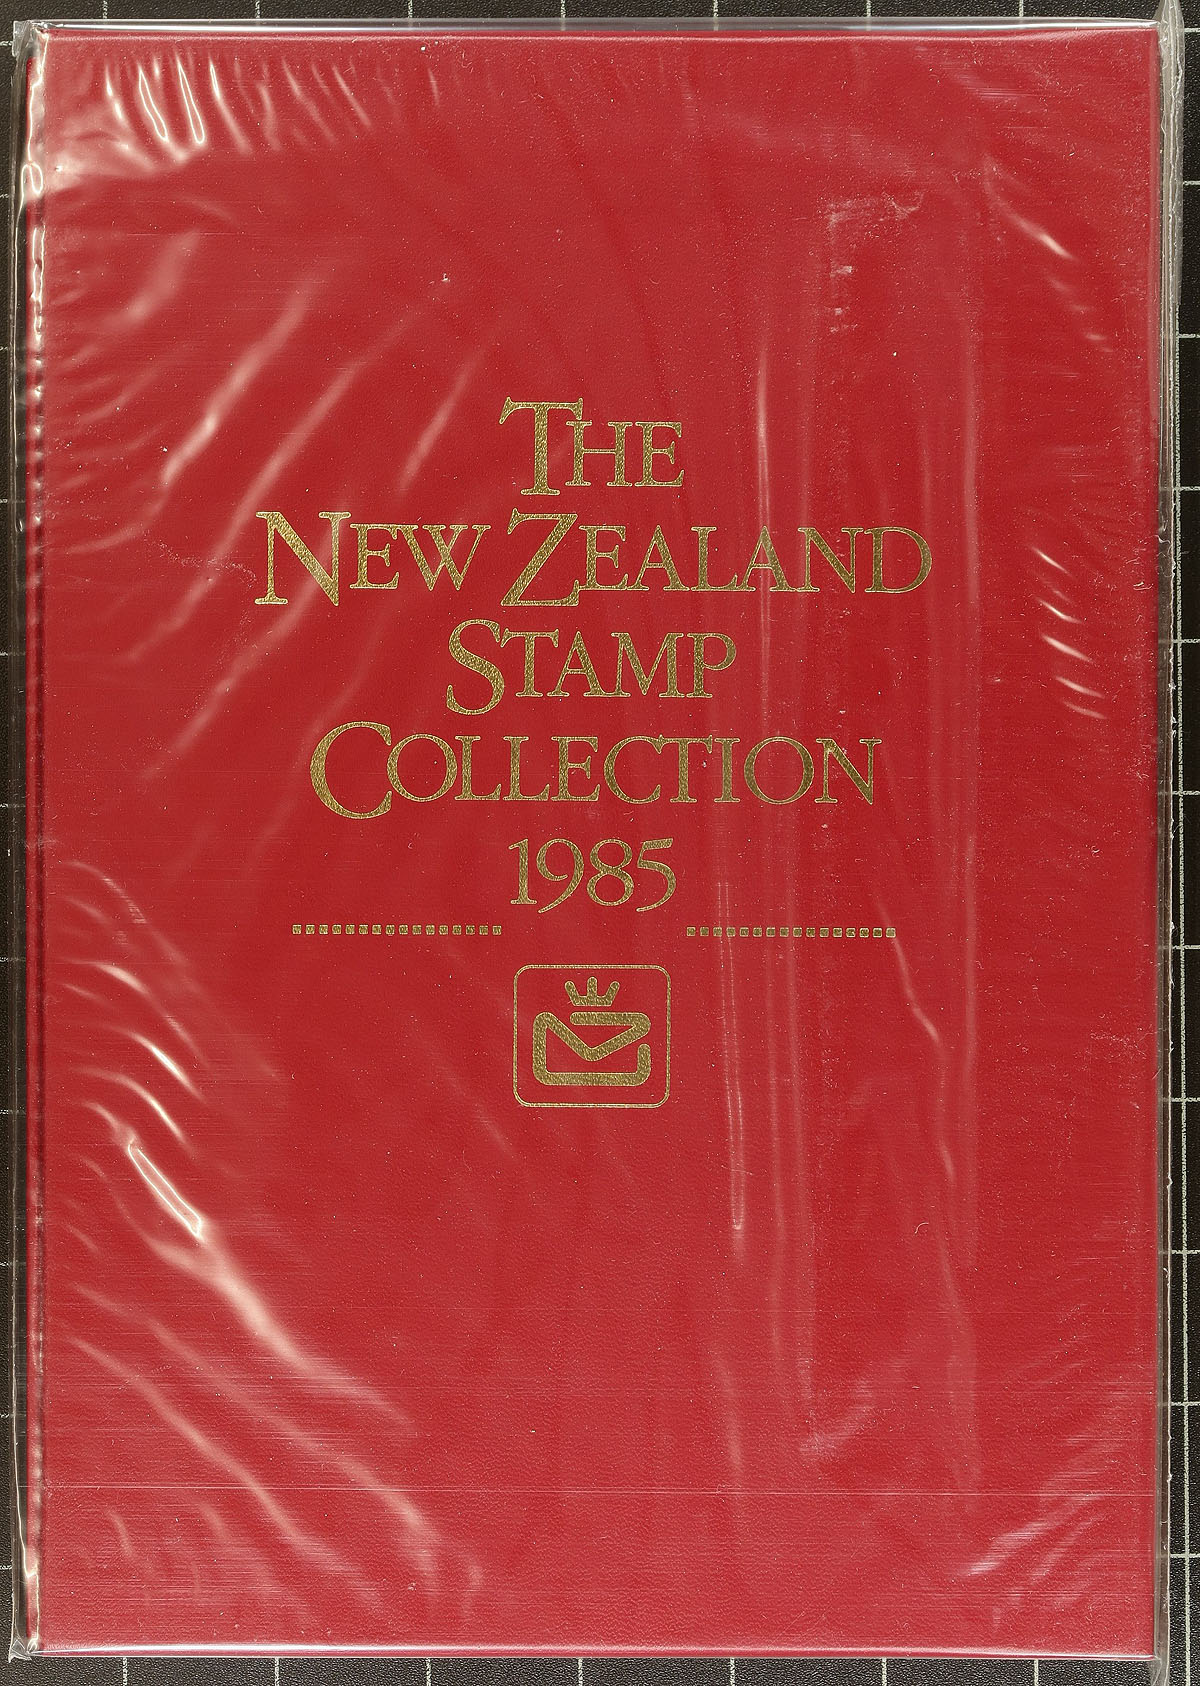 THE
NEW ZEALAND
STAMP
COLLECTION
1985